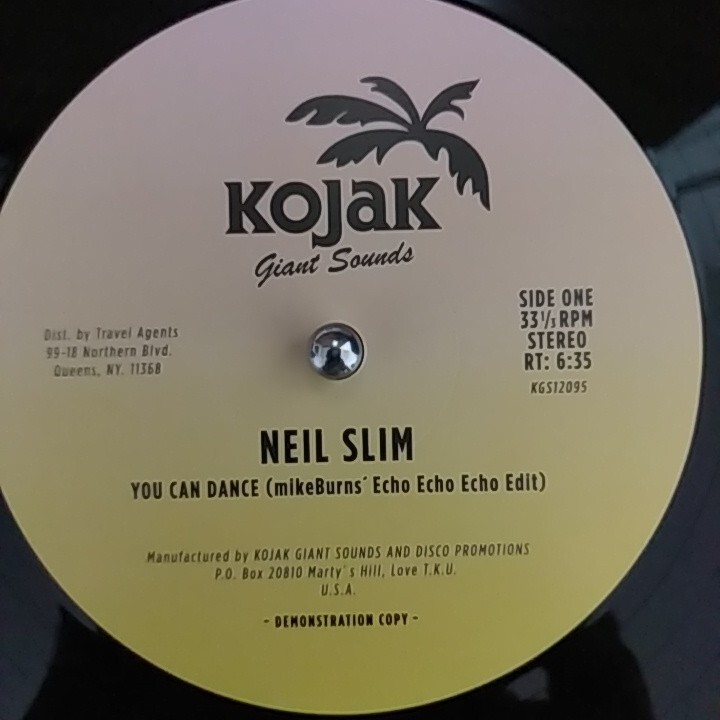 KOJAK
Giant Sounds
Dist. by Travel Agents
99-18 Northern Blvd.
Queens, NY. 11368
SIDE ONE
33 1/3 RPM
STEREO
RT: 6:35
KGS12095
NEIL SLIM
YOU CAN DANCE (mikeBurns´ Echo Echo Echo Edit)
Manufactured by KOJAK GIANT SOUNDS AND DISCO PROMOTIONS
P.O. Box 20810 Marty´s Hill, Love T.K.U.
U.S.A.
- DEMONSTRATION COPY -